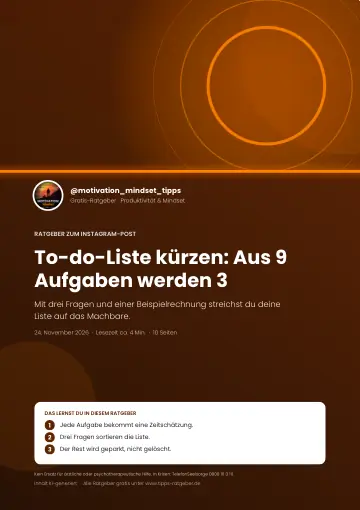 @motivation_mindset_tipps
Gratis-Ratgeber · Produktivität & Mindset
RATGEBER ZUM INSTAGRAM-POST
To-do-Liste kürzen: Aus 9
Aufgaben werden 3
Mit drei Fragen und einer Beispielrechnung streichst du deine
Liste auf das Machbare.
24. November 2026 · Lesezeit ca. 4 Min. · 10 Seiten
DAS LERNST DU IN DIESEM RATGEBER
1 Jede Aufgabe bekommt eine Zeitschätzung.
2 Drei Fragen sortieren die Liste.
3 Der Rest wird geparkt, nicht gelöscht.
Kein Ersatz für ärztliche oder psychotherapeutische Hilfe. In Krisen: TelefonSeelsorge 0800 111 0 111
Inhalt KI-generiert · Alle Ratgeber gratis unter www.tipps-ratgeber.de